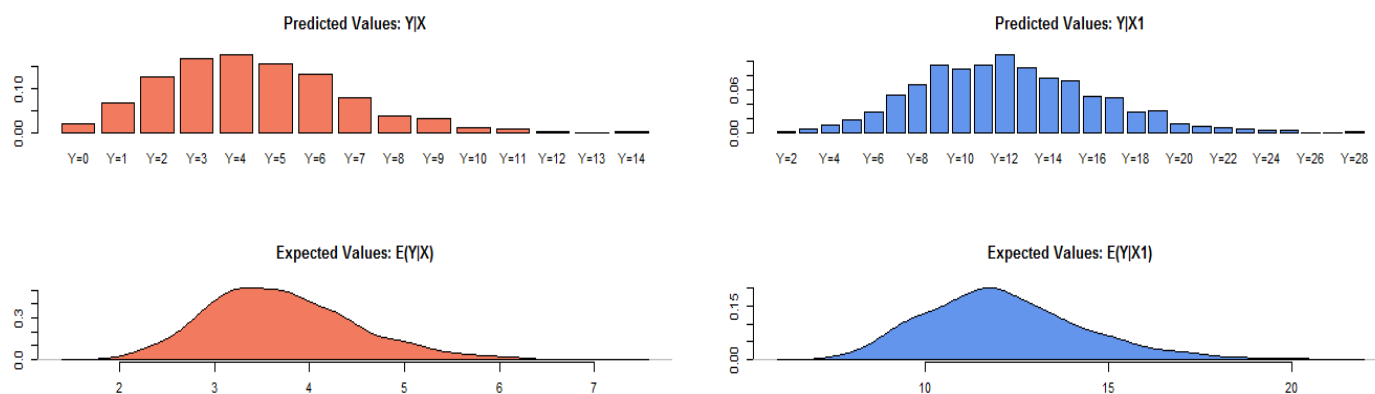 Predicted Values: Y|X
0.10
0.00
Y=0 Y=1 Y=2 Y=3 Y=4 Y=5 Y=6 Y=7 Y=8 Y=9 Y=10 Y=11 Y=12 Y=13 Y=14
Predicted Values: Y|X1
0.06
0.00
Y=2 Y=4 Y=6 Y=8 Y=10 Y=12 Y=14 Y=16 Y=18 Y=20 Y=22 Y=24 Y=26 Y=28
Expected Values: E(Y|X)
0.3
0.0
2 3 4 5 6 7
Expected Values: E(Y|X1)
0.15
0.00
10 15 20